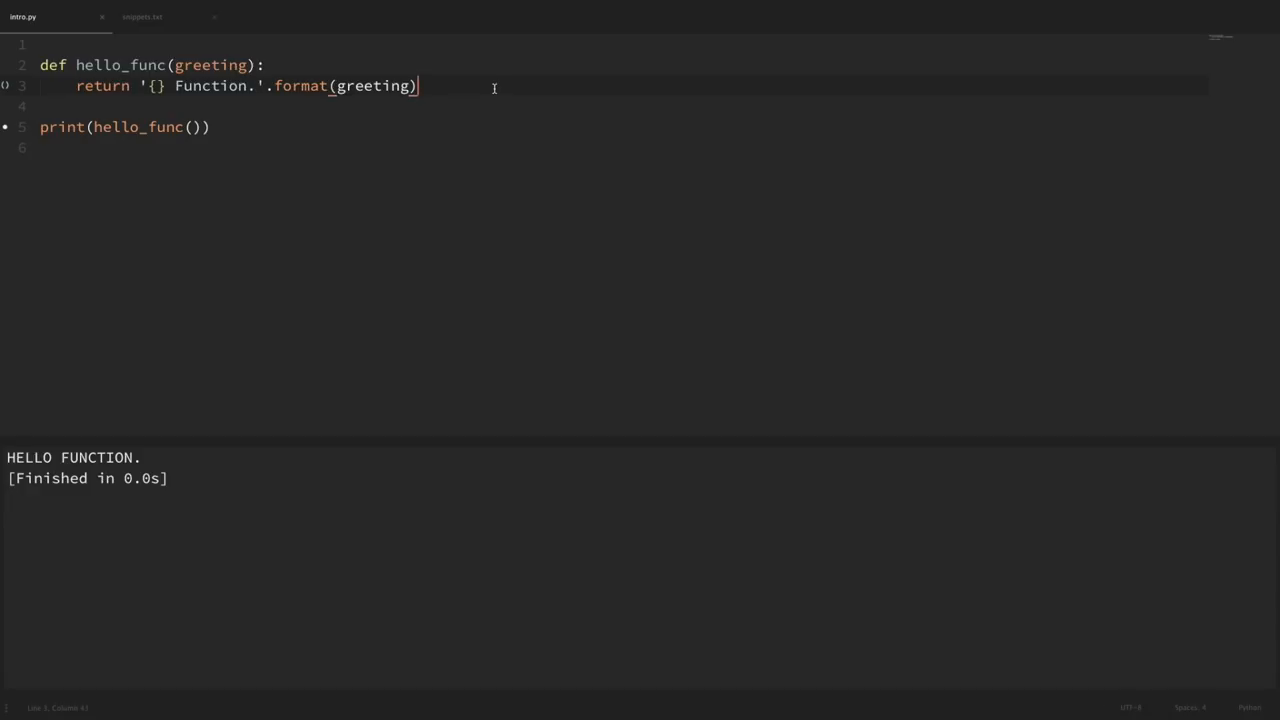 intro.py × snippets.txt ×
1
2 def hello_func(greeting):
() 3     return '{} Function.'.format(greeting)
4
• 5 print(hello_func())
6
HELLO FUNCTION.
[Finished in 0.0s]
Line 3, Column 43 UTF-8 Spaces: 4 Python